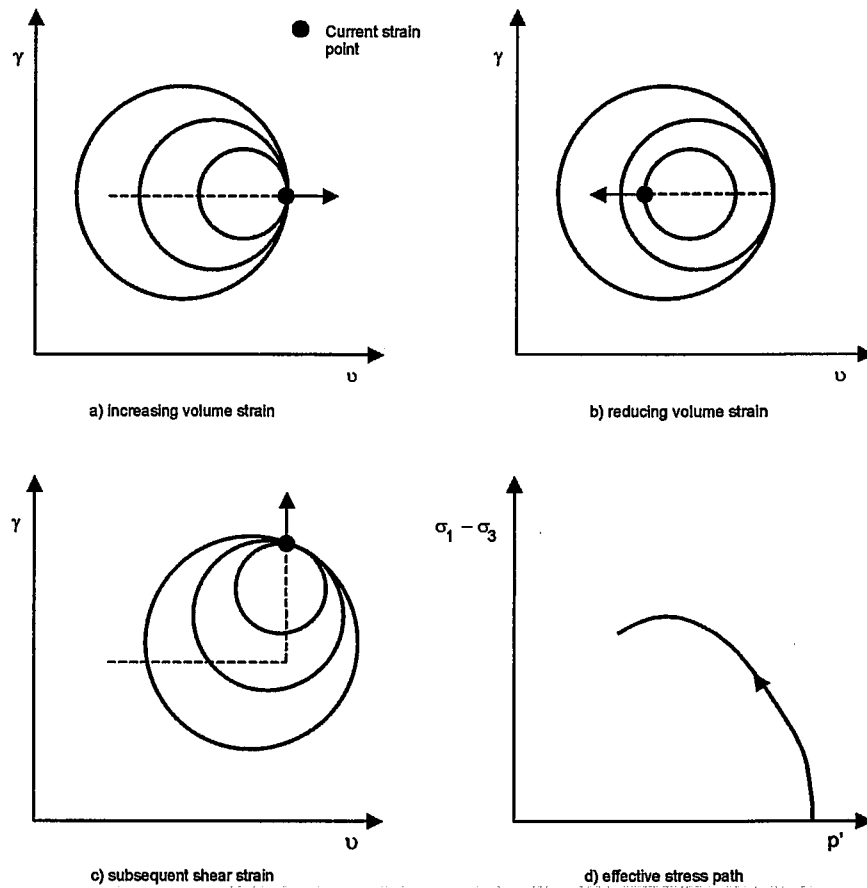 γ
Current strain
point
υ
a) increasing volume strain
γ
υ
b) reducing volume strain
γ
υ
c) subsequent shear strain
σ₁ − σ₃
p'
d) effective stress path